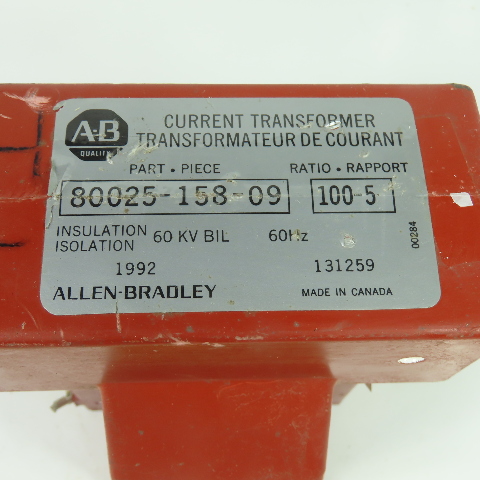 A-B
QUALITY
CURRENT TRANSFORMER
TRANSFORMATEUR DE COURANT
PART • PIECE RATIO • RAPPORT
80025-158-09 100-5
INSULATION
ISOLATION 60 KV BIL 60Hz
00284
1992 131259
ALLEN-BRADLEY MADE IN CANADA